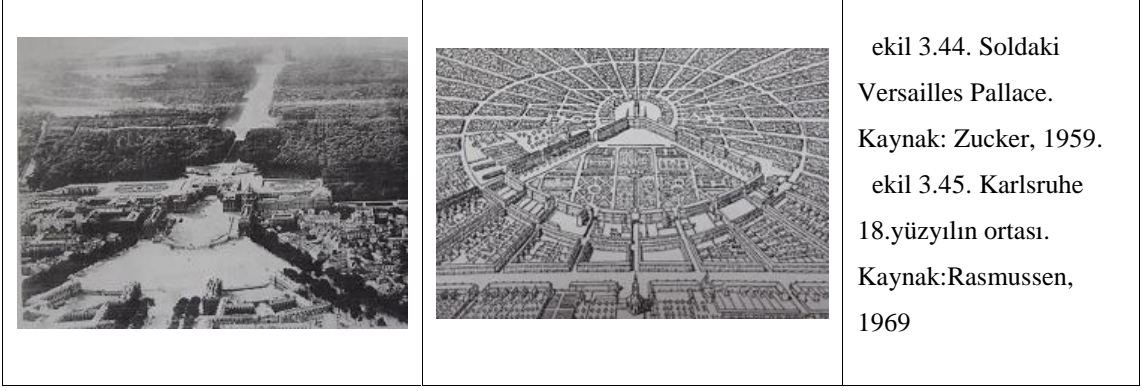 ekil 3.44. Soldaki
Versailles Pallace.
Kaynak: Zucker, 1959.
ekil 3.45. Karlsruhe
18.yüzyılın ortası.
Kaynak:Rasmussen,
1969